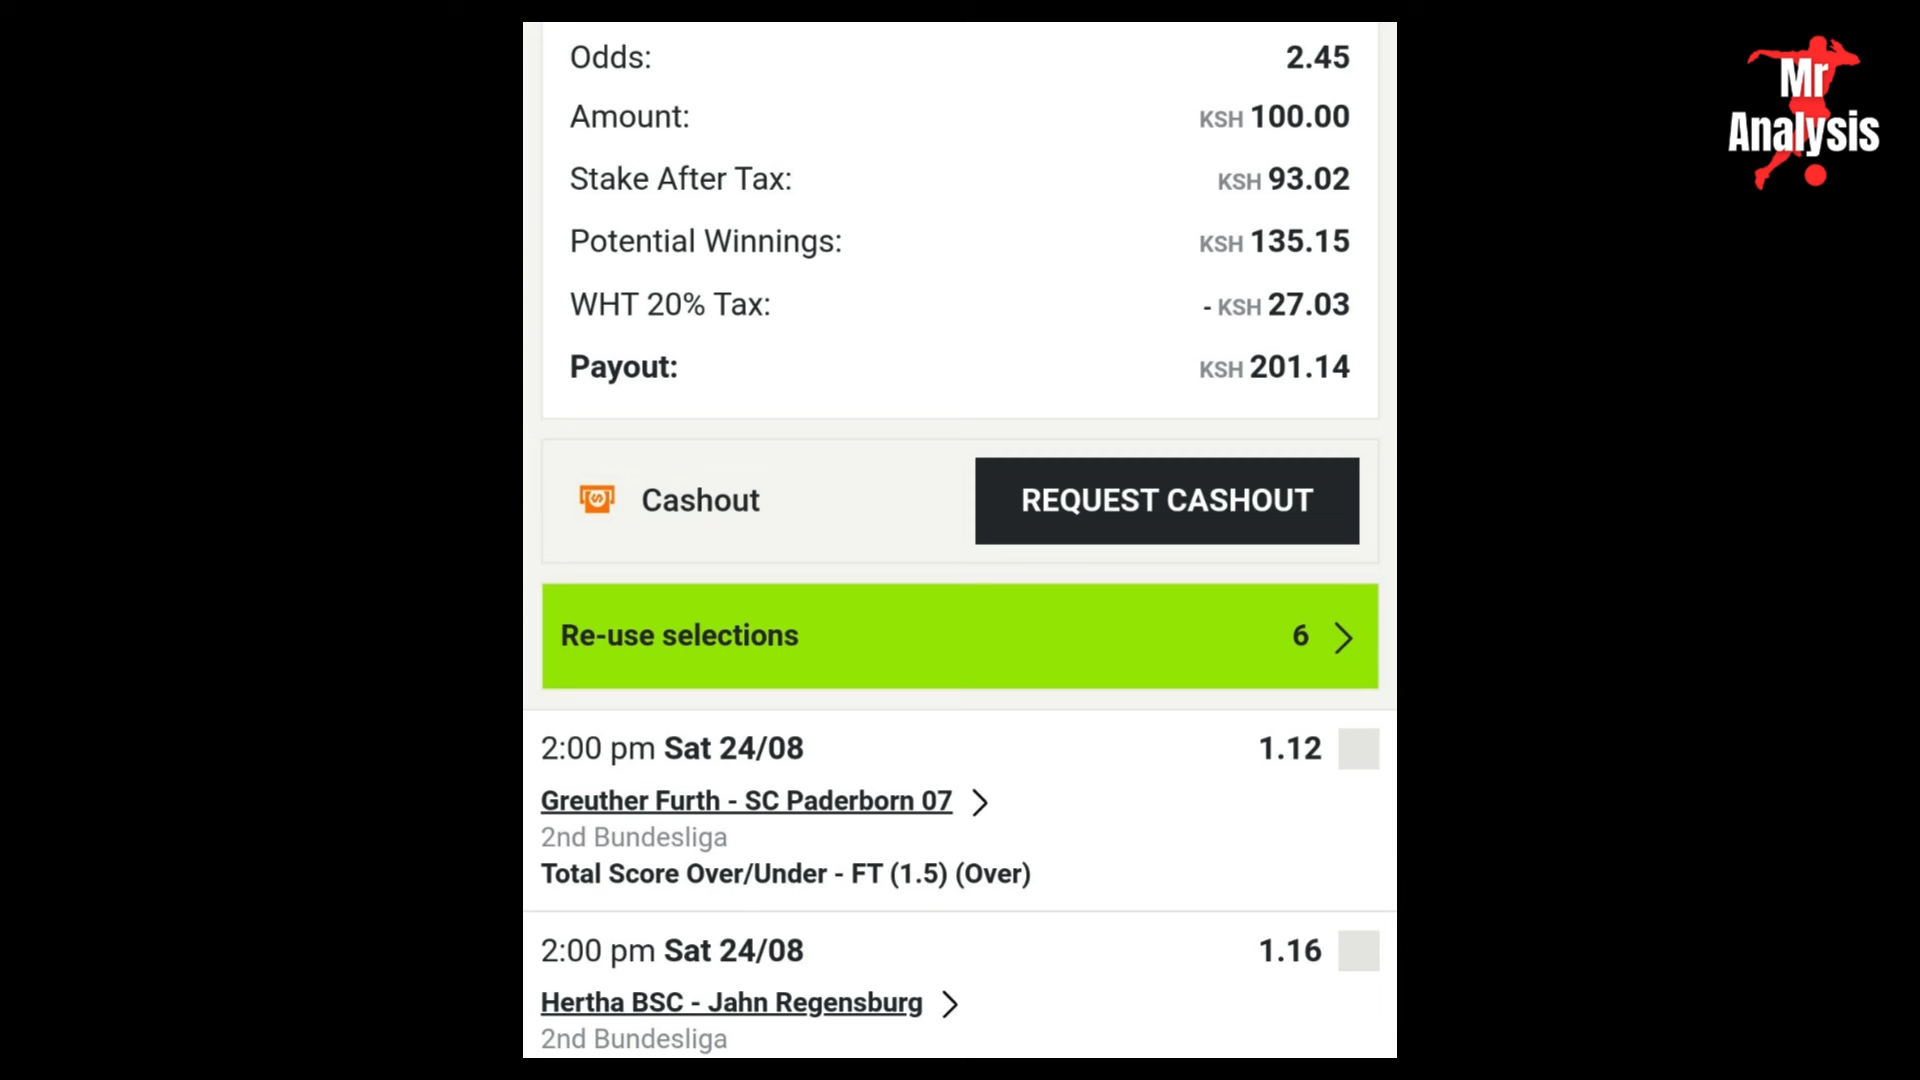 Odds: 2.45
Amount: KSH 100.00
Stake After Tax: KSH 93.02
Potential Winnings: KSH 135.15
WHT 20% Tax: - KSH 27.03
Payout: KSH 201.14
Cashout REQUEST CASHOUT
Re-use selections 6
2:00 pm Sat 24/08 1.12
Greuther Furth - SC Paderborn 07
2nd Bundesliga
Total Score Over/Under - FT (1.5) (Over)
2:00 pm Sat 24/08 1.16
Hertha BSC - Jahn Regensburg
2nd Bundesliga
Mr
Analysis